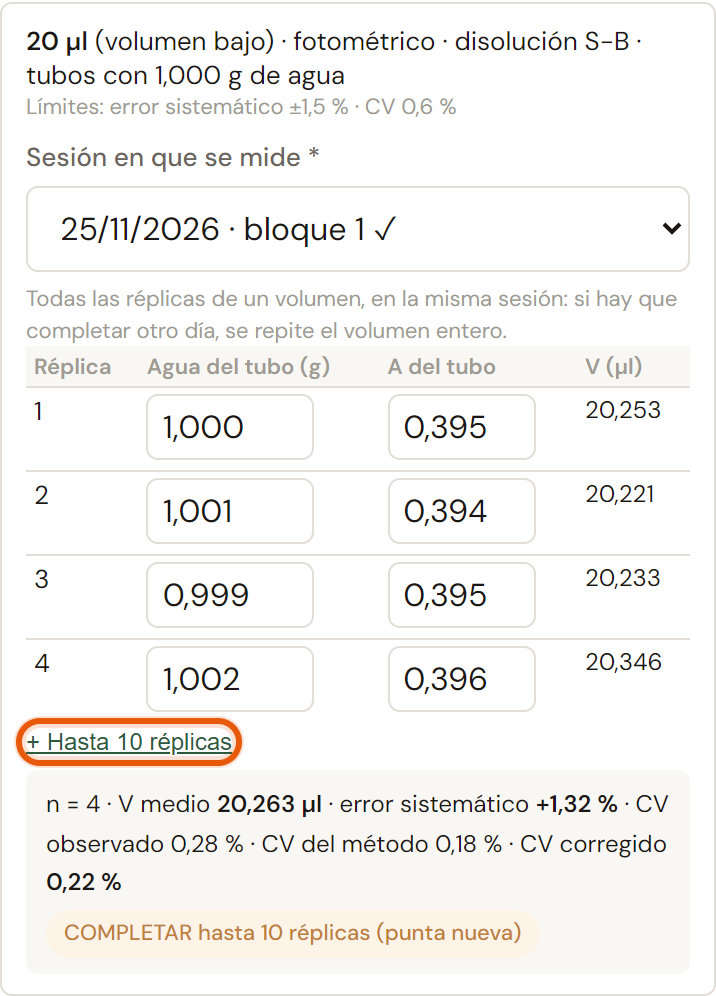 20 µl (volumen bajo) · fotométrico · disolución S-B ·
tubos con 1,000 g de agua
Límites: error sistemático ±1,5 % · CV 0,6 %
Sesión en que se mide *
25/11/2026 · bloque 1 ✓
Todas las réplicas de un volumen, en la misma sesión: si hay que
completar otro día, se repite el volumen entero.
Réplica Agua del tubo (g) A del tubo V (µl)
1 1,000 0,395 20,253
2 1,001 0,394 20,221
3 0,999 0,395 20,233
4 1,002 0,396 20,346
+ Hasta 10 réplicas
n = 4 · V medio 20,263 µl · error sistemático +1,32 % · CV
observado 0,28 % · CV del método 0,18 % · CV corregido
0,22 %
COMPLETAR hasta 10 réplicas (punta nueva)